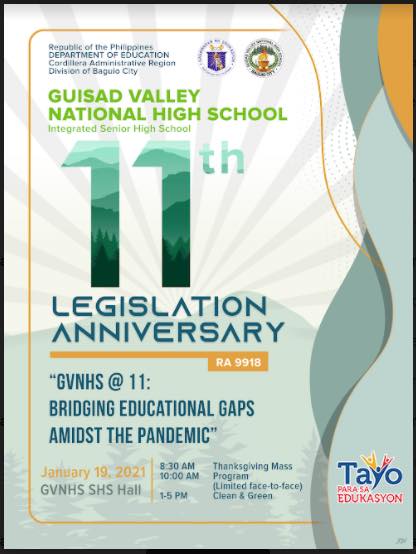 Republic of the Philippines
DEPARTMENT OF EDUCATION
Cordillera Administrative Region
Division of Baguio City
GUISAD VALLEY
NATIONAL HIGH SCHOOL
Integrated Senior High School
11th
LEGISLATION
ANNIVERSARY
RA 9918
“GVNHS @ 11:
BRIDGING EDUCATIONAL GAPS
AMIDST THE PANDEMIC”
January 19, 2021
GVNHS SHS Hall
8:30 AM Thanksgiving Mass
10:00 AM Program
(Limited face-to-face)
1-5 PM Clean & Green
Tayo
PARA SA
EDUKASYON